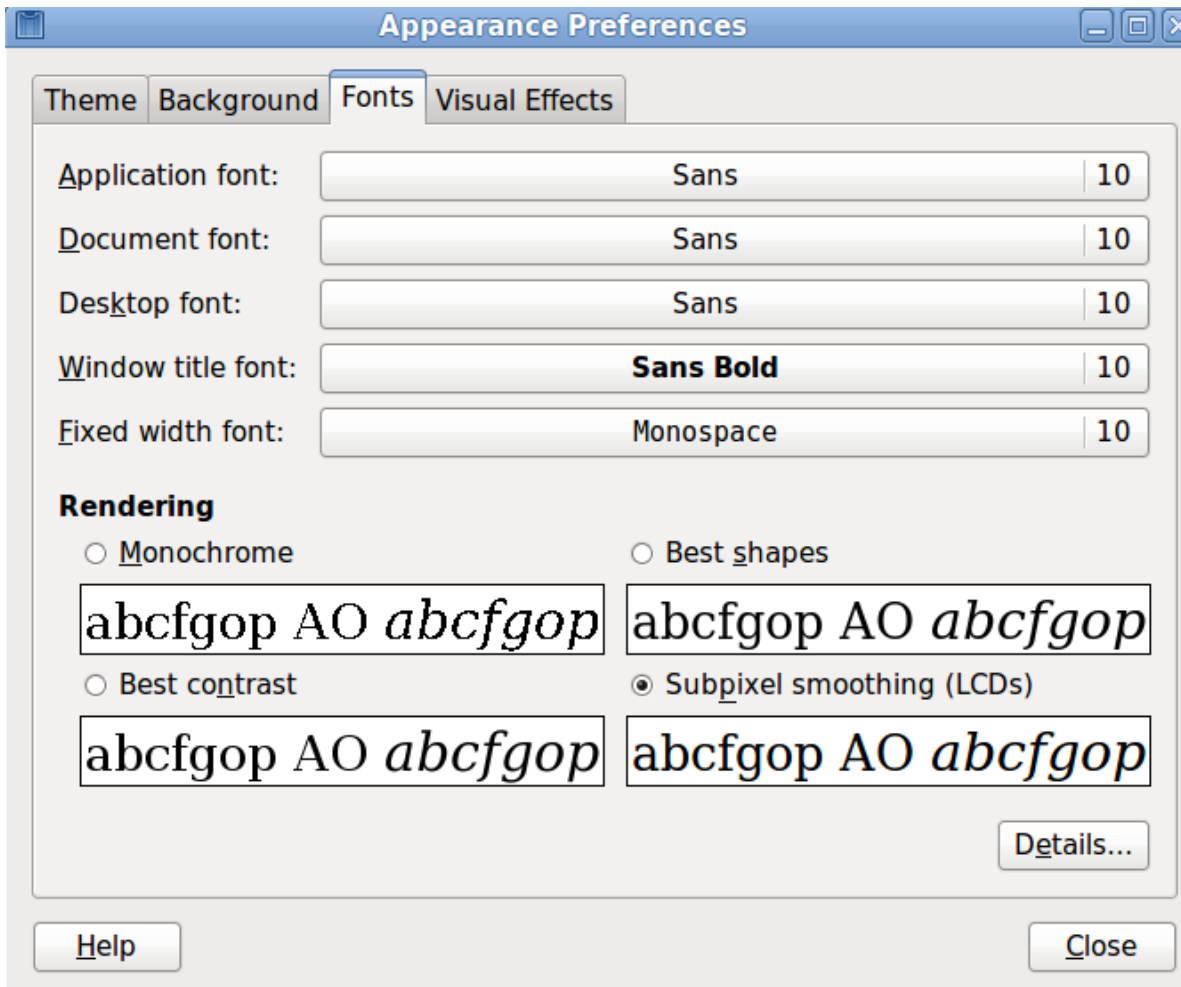 Appearance Preferences
Theme Background Fonts Visual Effects
Application font: Sans 10
Document font: Sans 10
Desktop font: Sans 10
Window title font: Sans Bold 10
Fixed width font: Monospace 10
Rendering
Monochrome Best shapes
abcfgop AO abcfgop abcfgop AO abcfgop
Best contrast Subpixel smoothing (LCDs)
abcfgop AO abcfgop abcfgop AO abcfgop
Details...
Help Close